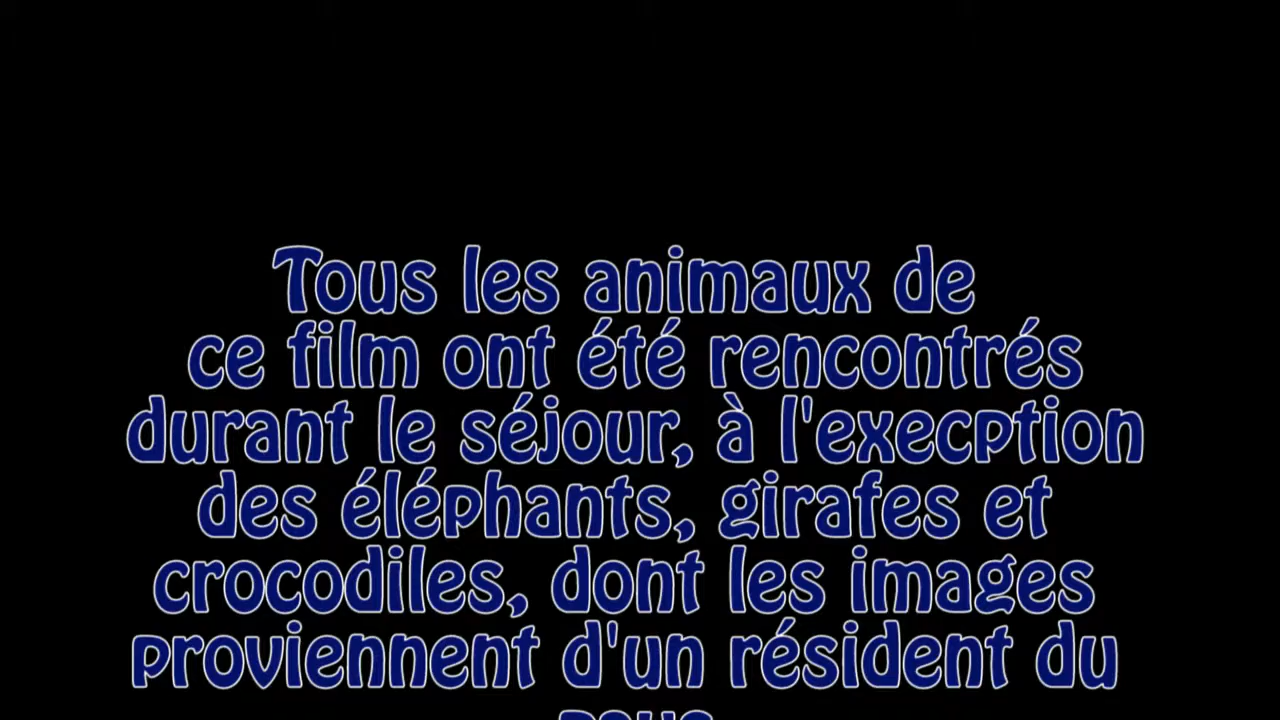 Tous les animaux de
ce film ont été rencontrés
durant le séjour, à l'execption
des éléphants, girafes et
crocodiles, dont les images
proviennent d'un résident du